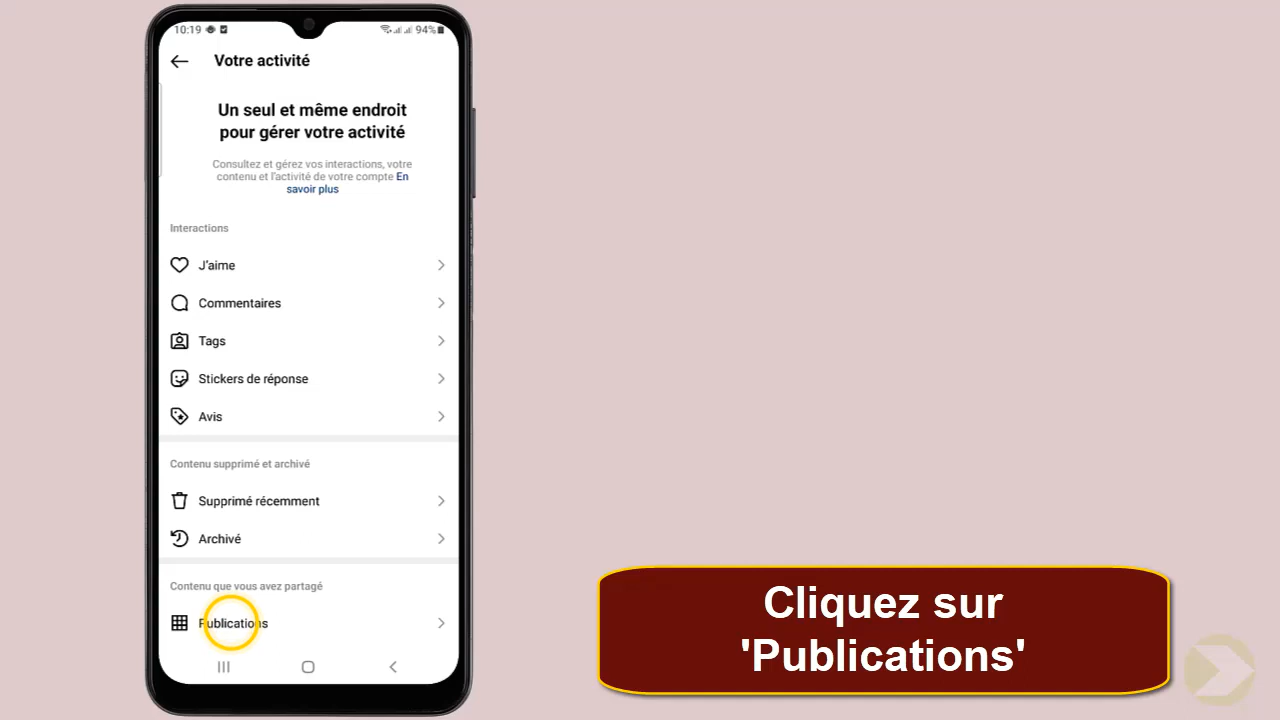 10:19
94%
Votre activité
Un seul et même endroit
pour gérer votre activité
Consultez et gérez vos interactions, votre
contenu et l'activité de votre compte En
savoir plus
Interactions
J'aime
Commentaires
Tags
Stickers de réponse
Avis
Contenu supprimé et archivé
Supprimé récemment
Archivé
Contenu que vous avez partagé
Publications
Cliquez sur
'Publications'